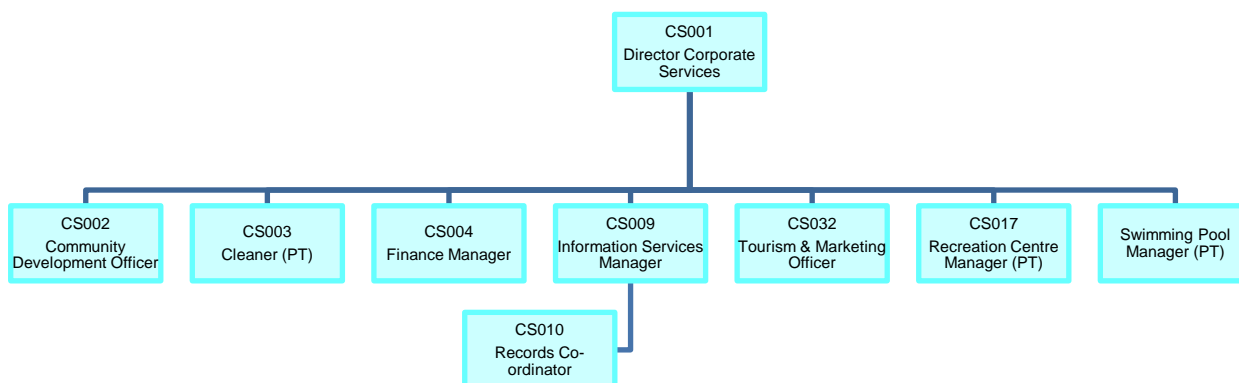 CS001
Director Corporate
Services
CS002
Community
Development Officer
CS003
Cleaner (PT)
CS004
Finance Manager
CS009
Information Services
Manager
CS032
Tourism & Marketing
Officer
CS017
Recreation Centre
Manager (PT)
Swimming Pool
Manager (PT)
CS010
Records Co-
ordinator